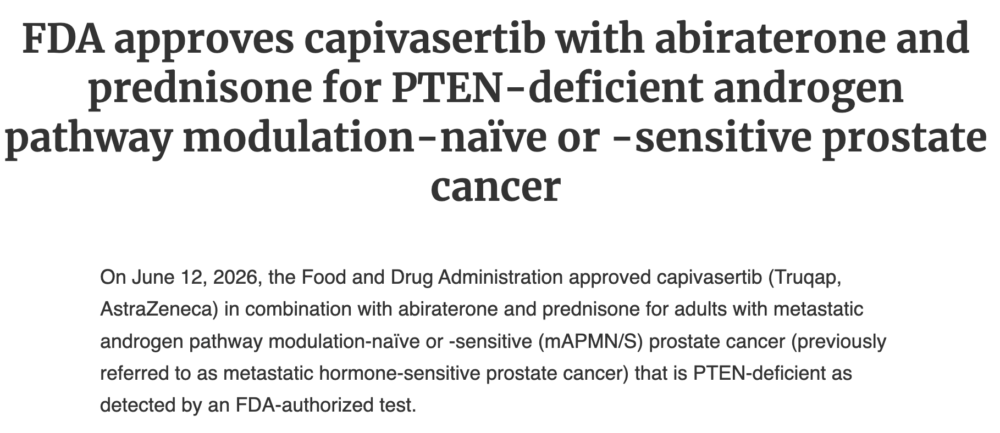 FDA approves capivasertib with abiraterone and
prednisone for PTEN-deficient androgen
pathway modulation-naïve or -sensitive prostate
cancer
On June 12, 2026, the Food and Drug Administration approved capivasertib (Truqap,
AstraZeneca) in combination with abiraterone and prednisone for adults with metastatic
androgen pathway modulation-naïve or -sensitive (mAPMN/S) prostate cancer (previously
referred to as metastatic hormone-sensitive prostate cancer) that is PTEN-deficient as
detected by an FDA-authorized test.